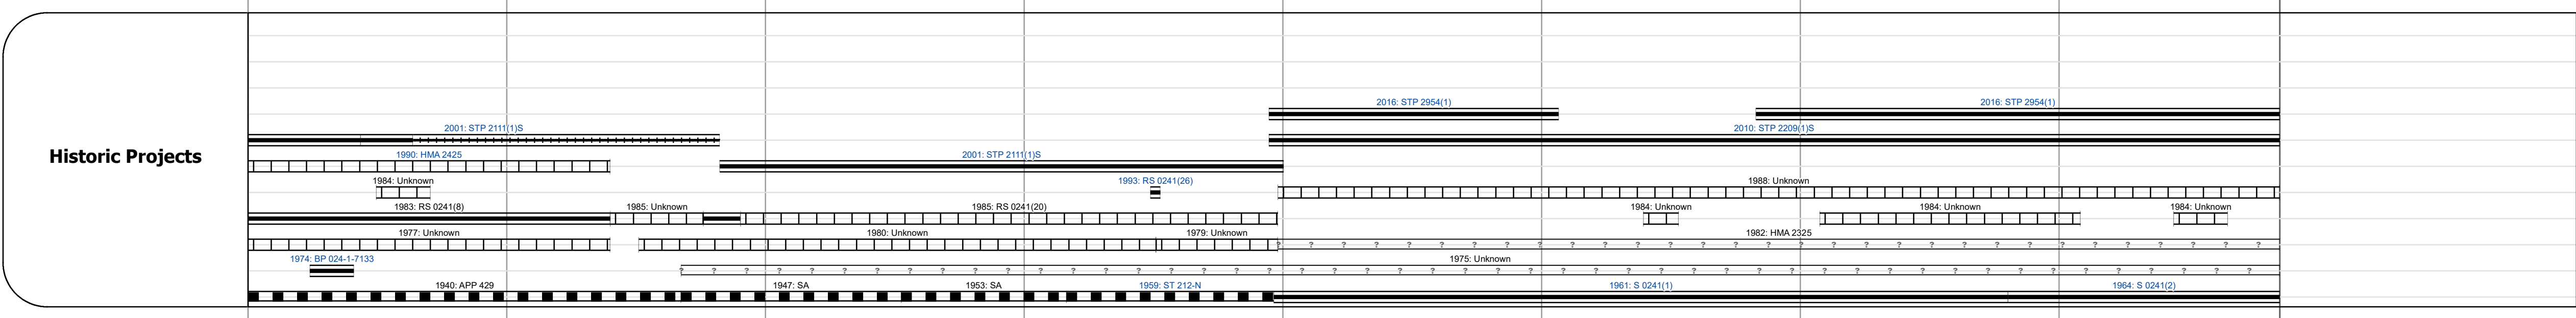 2016: STP 2954(1) 2016: STP 2954(1)
2001: STP 2111(1)S 2010: STP 2209(1)S
Historic Projects
1990: HMA 2425 2001: STP 2111(1)S
1984: Unknown 1993: RS 0241(26) 1988: Unknown
1983: RS 0241(8) 1985: Unknown 1985: RS 0241(20) 1984: Unknown 1984: Unknown 1984: Unknown
1977: Unknown 1980: Unknown 1979: Unknown 1982: HMA 2325
? ? ? ? ? ? ? ? ? ? ? ? ? ? ? ? ? ? ? ? ? ? ? ? ? ? ? ? ? ? ?
1974: BP 024-1-7133 1975: Unknown
? ? ? ? ? ? ? ? ? ? ? ? ? ? ? ? ? ? ? ? ? ? ? ? ? ? ? ? ? ? ? ? ? ? ? ? ? ? ? ? ? ? ? ? ? ? ? ? ?
1940: APP 429 1947: SA 1953: SA 1959: ST 212-N 1961: S 0241(1) 1964: S 0241(2)